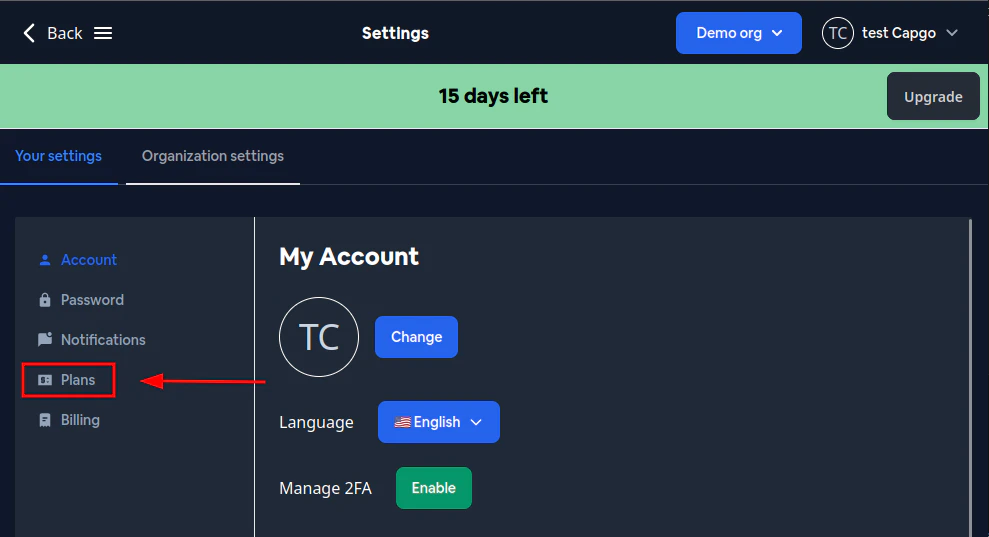 Back Settings Demo org TC test Capgo
15 days left Upgrade
Your settings Organization settings
Account
Password
Notifications
Plans
Billing
My Account
TC Change
Language English
Manage 2FA Enable